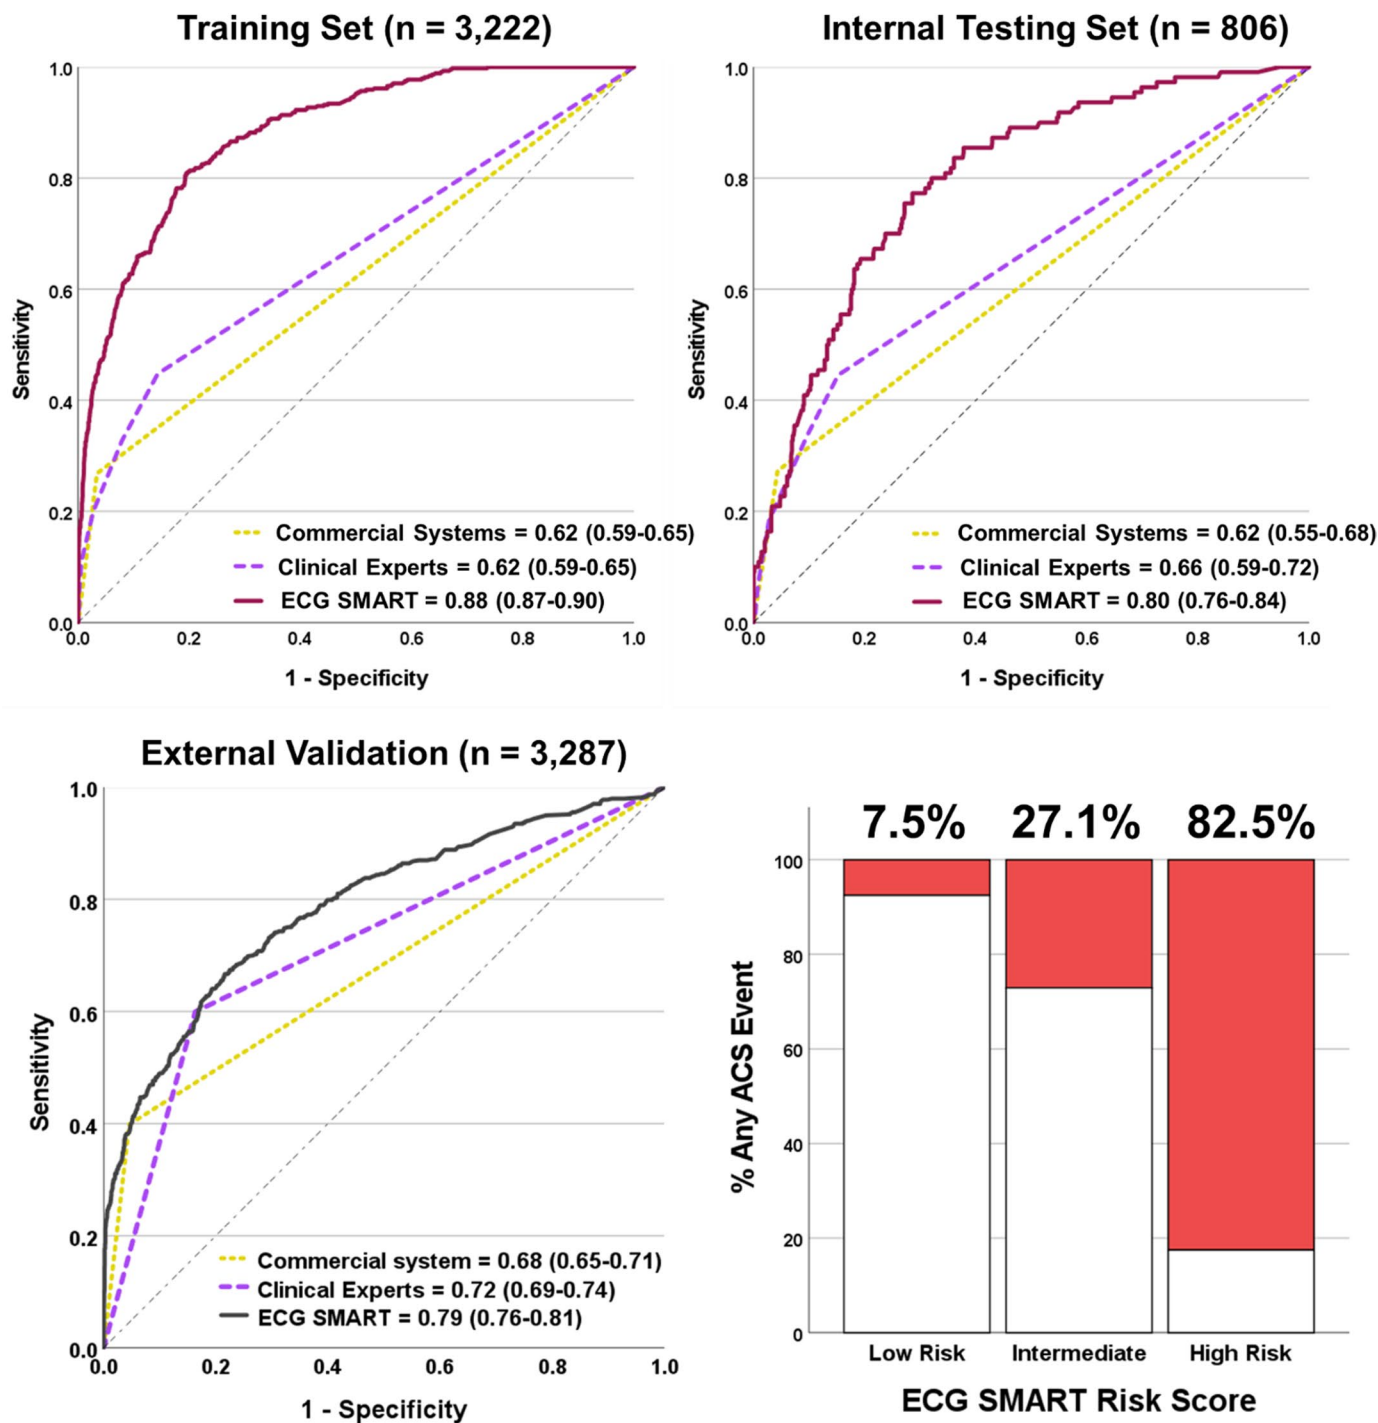 Training Set (n = 3,222)
1.0
0.8
0.6
0.4
0.2
0.0
Sensitivity
Commercial Systems = 0.62 (0.59-0.65)
Clinical Experts = 0.62 (0.59-0.65)
ECG SMART = 0.88 (0.87-0.90)
0.0 0.2 0.4 0.6 0.8 1.0
1 - Specificity
Internal Testing Set (n = 806)
1.0
0.8
0.6
0.4
0.2
0.0
Sensitivity
Commercial Systems = 0.62 (0.55-0.68)
Clinical Experts = 0.66 (0.59-0.72)
ECG SMART = 0.80 (0.76-0.84)
0.0 0.2 0.4 0.6 0.8 1.0
1 - Specificity
External Validation (n = 3,287)
1.0
0.8
0.6
0.4
0.2
0.0
Sensitivity
Commercial system = 0.68 (0.65-0.71)
Clinical Experts = 0.72 (0.69-0.74)
ECG SMART = 0.79 (0.76-0.81)
0.0 0.2 0.4 0.6 0.8 1.0
1 - Specificity
7.5% 27.1% 82.5%
100
80
60
40
20
0
% Any ACS Event
Low Risk Intermediate High Risk
ECG SMART Risk Score